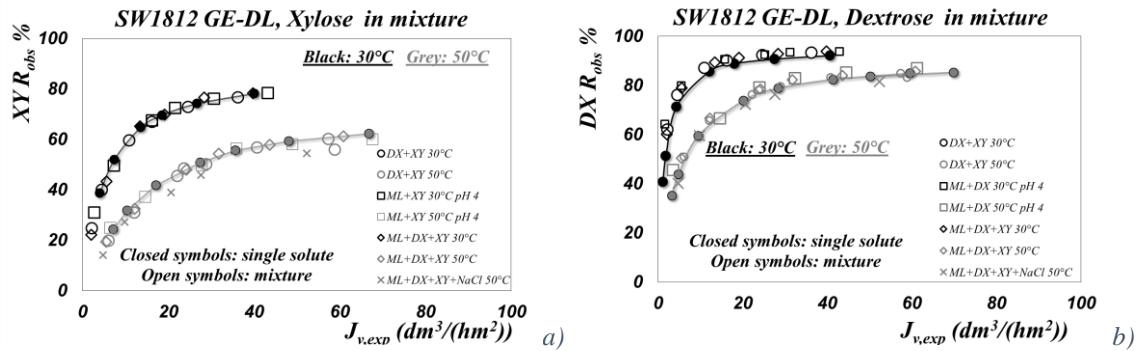 SW1812 GE-DL, Xylose in mixture
a)
100
80
60
40
20
0
XY R_obs %
Black: 30°C Grey: 50°C
DX+XY 30°C
DX+XY 50°C
ML+XY 30°C pH 4
ML+XY 50°C pH 4
ML+DX+XY 30°C
ML+DX+XY 50°C
ML+DX+XY+NaCl 50°C
Closed symbols: single solute
Open symbols: mixture
0 20 40 60 80 100
J_v,exp (dm³/(hm²))
a)
SW1812 GE-DL, Dextrose in mixture
b)
100
80
60
40
20
0
DX R_obs %
Black: 30°C Grey: 50°C
DX+XY 30°C
DX+XY 50°C
ML+DX 30°C pH 4
ML+DX 50°C pH 4
ML+DX+XY 30°C
ML+DX+XY 50°C
ML+DX+XY+NaCl 50°C
Closed symbols: single solute
Open symbols: mixture
0 20 40 60 80 100
J_v,exp (dm³/(hm²))
b)